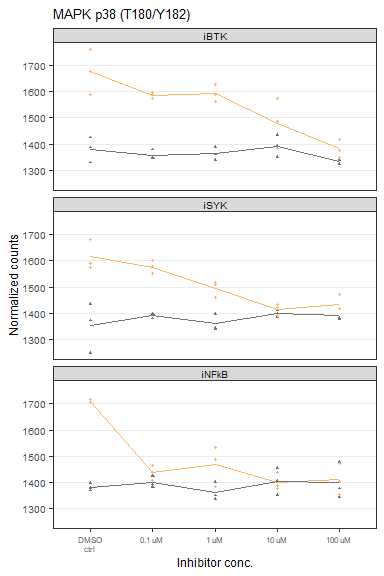 MAPK p38 (T180/Y182)
iBTK
1700
1600
1500
1400
1300
iSYK
1700
1600
1500
1400
1300
Normalized counts
iNFkB
1700
1600
1500
1400
1300
DMSO ctrl 0.1 uM 1 uM 10 uM 100 uM
Inhibitor conc.